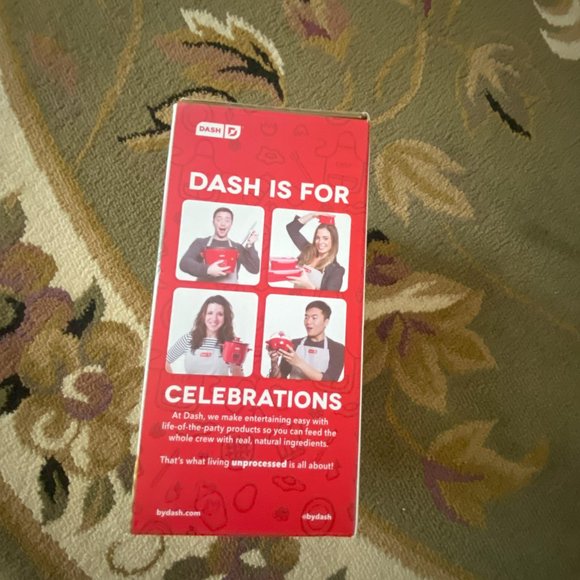 DASH
DASH IS FOR
CELEBRATIONS
At Dash, we make entertaining easy with
life-of-the-party products so you can feed the
whole crew with real, natural ingredients.
That's what living unprocessed is all about!
bydash.com
@bydash